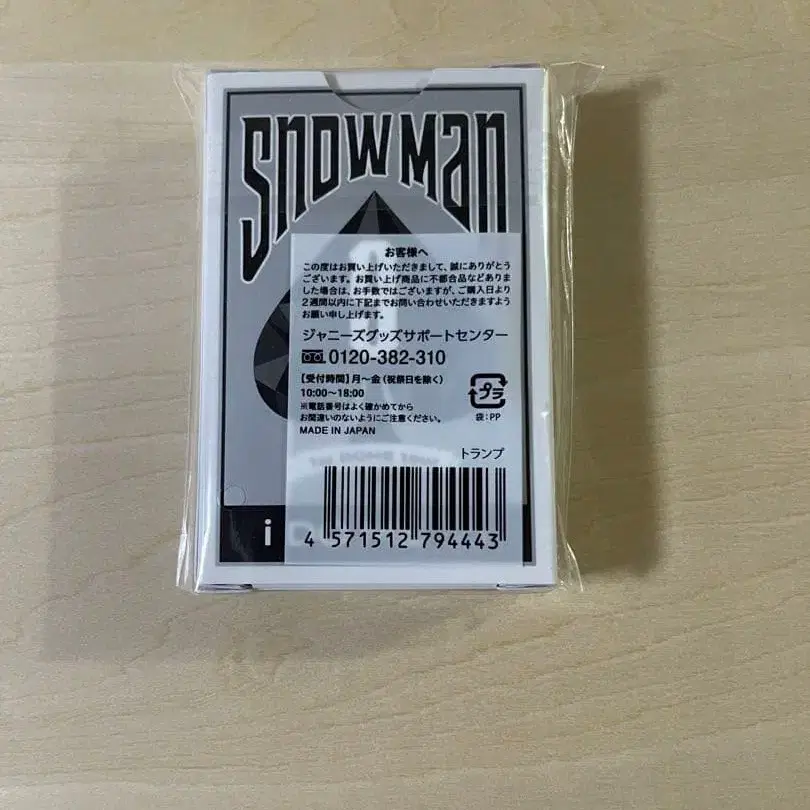 Snow Man
お客様へ
この度はお買い上げいただきまして、誠にありがとう
ございます。お買い上げ商品に不都合品などありま
した場合は、お手数ではございますが、ご購入日より
2週間以内に下記までお問い合わせいただきますよう
お願い申し上げます。
ジャニーズグッズサポートセンター
0120-382-310
【受付時間】月〜金（祝祭日を除く）
10:00〜18:00
※電話番号はよく確かめてから
お間違いのないようにご注意ください。
MADE IN JAPAN
プラ
袋:PP
トランプ
i
4 571512 794443